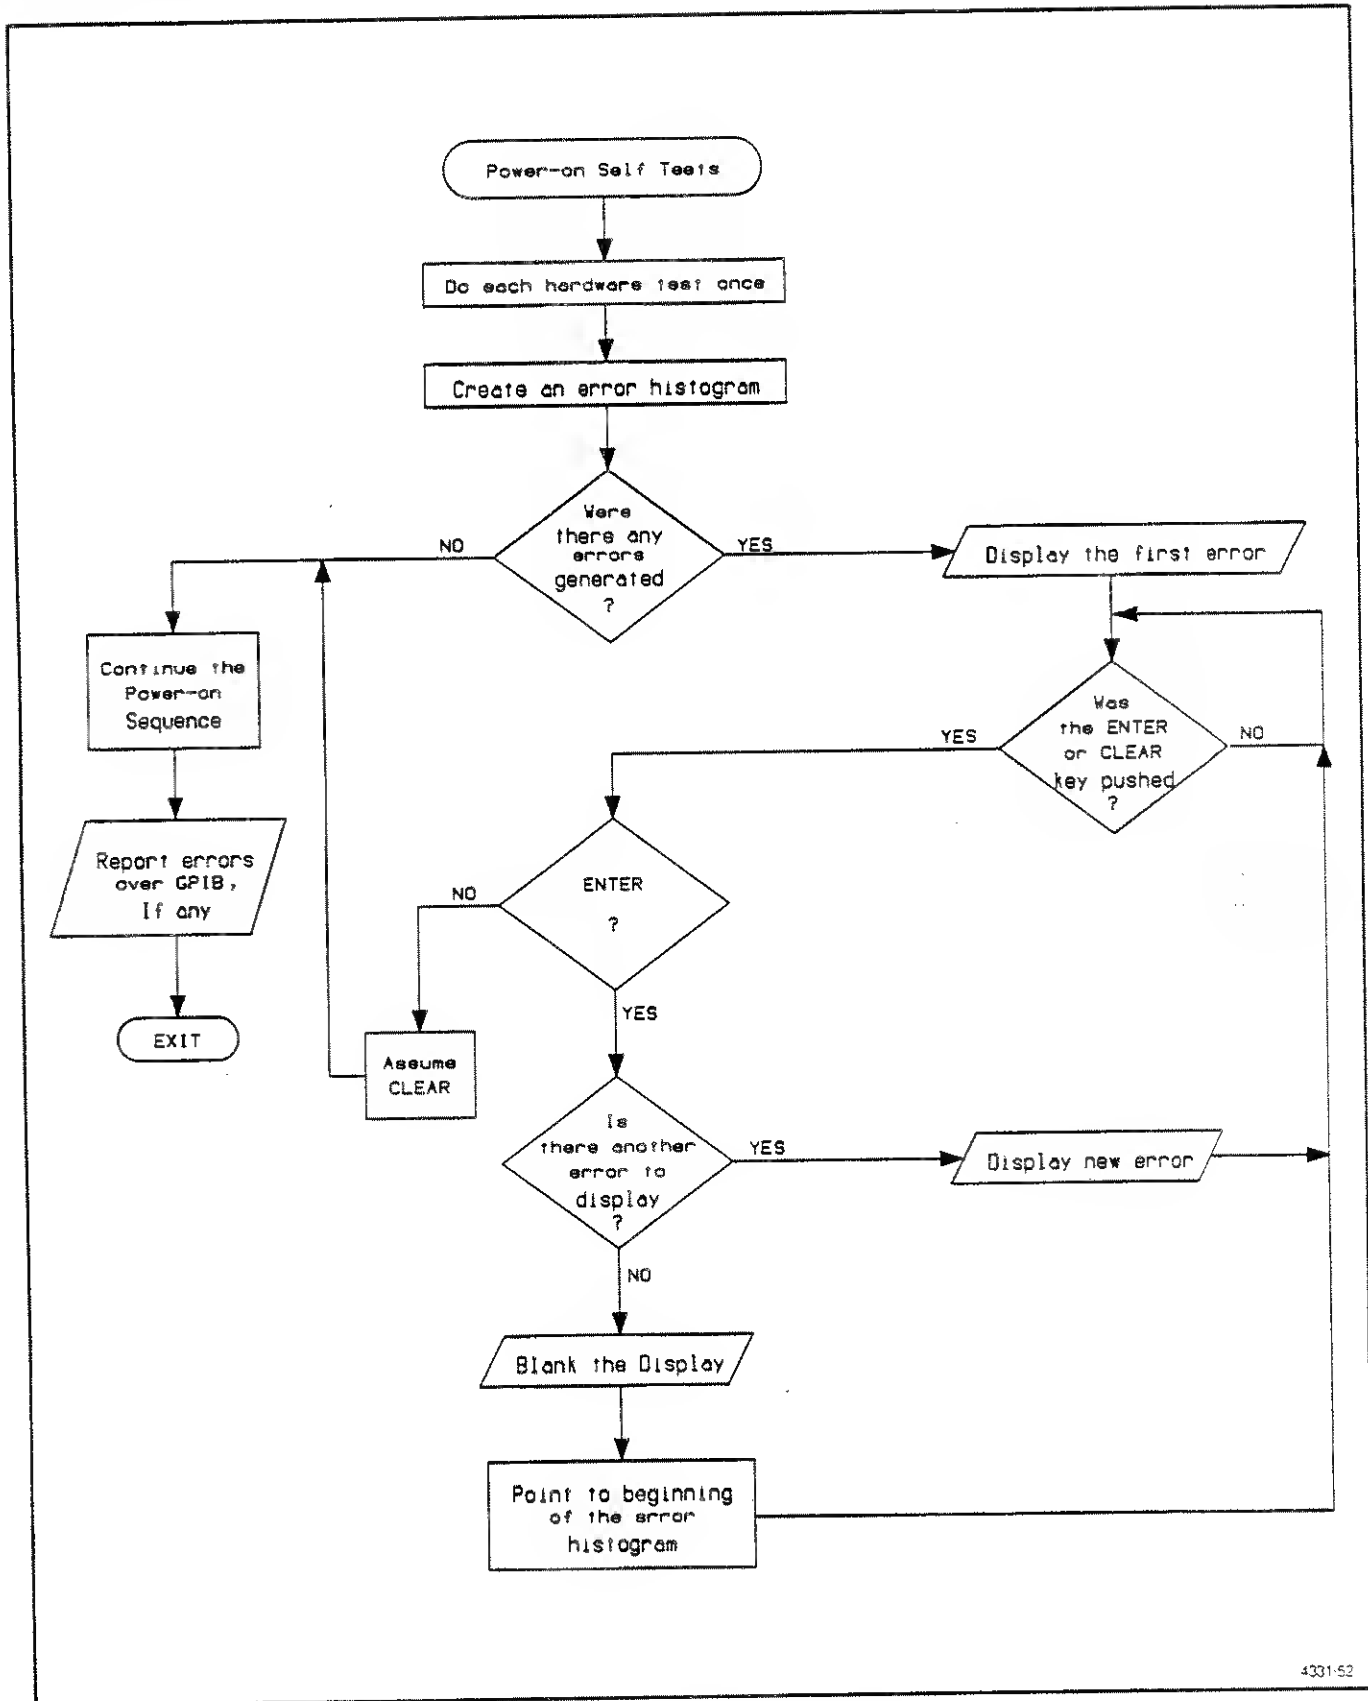 Power-on Self Tests
Do each hardware test once
Create an error histogram
Were
there any
errors
generated
?
NO
YES
Display the first error
Continue the
Power-on
Sequence
Was
the ENTER
or CLEAR
key pushed
?
YES
NO
Report errors
over GPIB,
If any
ENTER
?
NO
YES
EXIT
Assume
CLEAR
Is
there another
error to
display
?
YES
Display new error
NO
Blank the Display
Point to beginning
of the error
histogram
4331-52